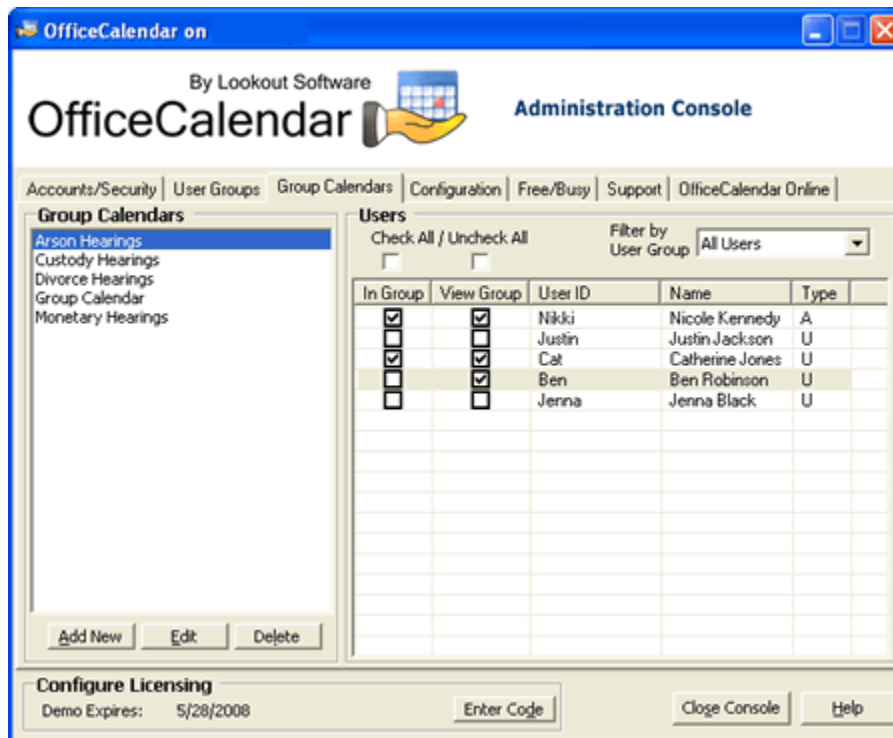 OfficeCalendar on
By Lookout Software
OfficeCalendar
Administration Console
Accounts/Security User Groups Group Calendars Configuration Free/Busy Support OfficeCalendar Online
Group Calendars
Arson Hearings
Custody Hearings
Divorce Hearings
Group Calendar
Monetary Hearings
Add New Edit Delete
Users
Check All / Uncheck All
Filter by
User Group All Users
In Group View Group User ID Name Type
Nikki Nicole Kennedy A
Justin Justin Jackson U
Cat Catherine Jones U
Ben Ben Robinson U
Jenna Jenna Black U
Configure Licensing
Demo Expires: 5/28/2008 Enter Code
Close Console Help